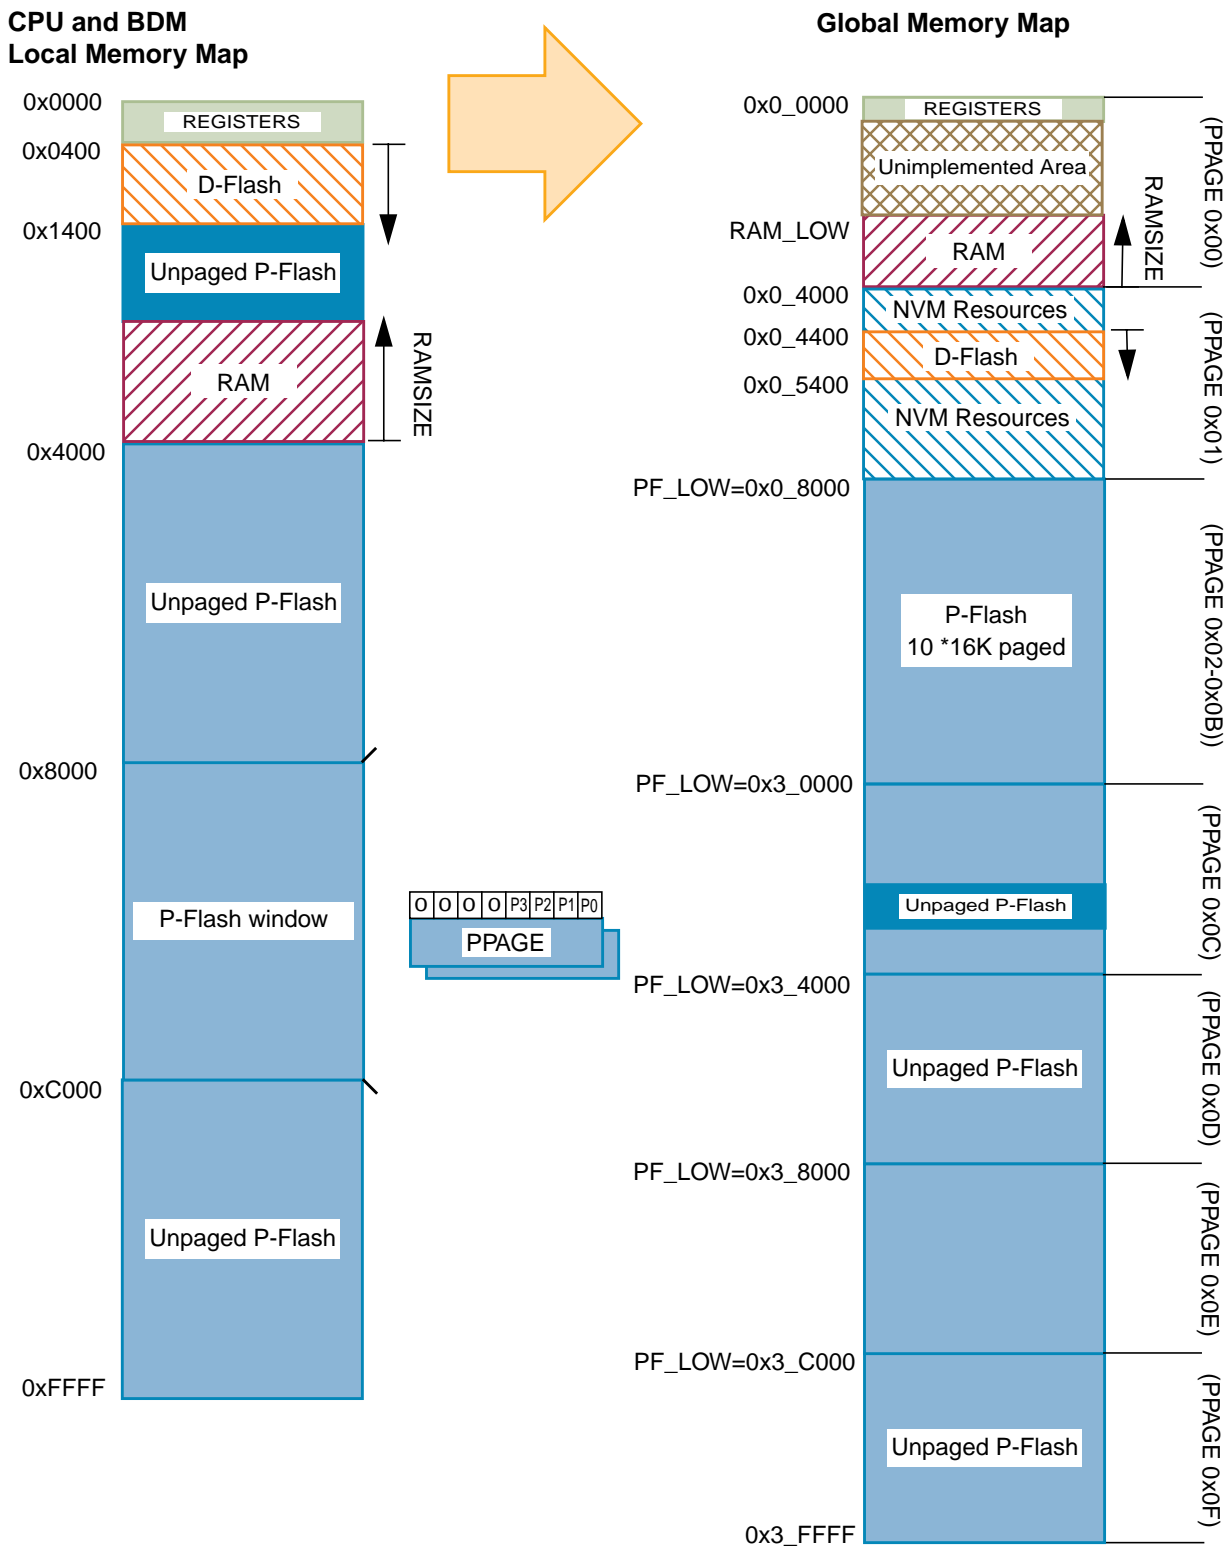 CPU and BDM
Local Memory Map
0x0000
REGISTERS
0x0400
D-Flash
0x1400
Unpaged P-Flash
RAM
RAMSIZE
0x4000
Unpaged P-Flash
0x8000
P-Flash window
0xC000
Unpaged P-Flash
0xFFFF
0 0 0 0 P3 P2 P1 P0
PPAGE
Global Memory Map
0x0_0000
REGISTERS
Unimplemented Area
(PPAGE 0x00)
RAM_LOW
RAM
RAMSIZE
0x0_4000
NVM Resources
0x0_4400
D-Flash
0x0_5400
NVM Resources
(PPAGE 0x01)
PF_LOW=0x0_8000
P-Flash
10 *16K paged
(PPAGE 0x02-0x0B))
PF_LOW=0x3_0000
Unpaged P-Flash
(PPAGE 0x0C)
PF_LOW=0x3_4000
Unpaged P-Flash
(PPAGE 0x0D)
PF_LOW=0x3_8000
(PPAGE 0x0E)
PF_LOW=0x3_C000
Unpaged P-Flash
(PPAGE 0x0F)
0x3_FFFF